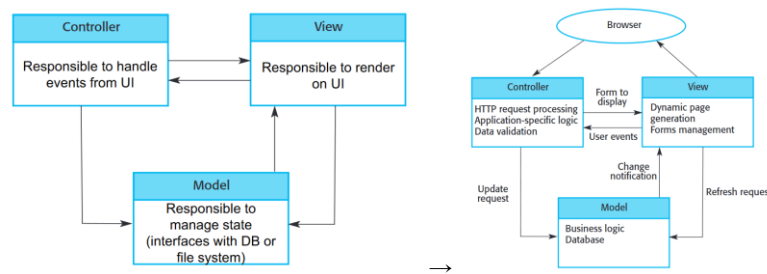 Controller
Responsible to handle
events from UI
View
Responsible to render
on UI
Model
Responsible to
manage state
(interfaces with DB or
file system)
→
Browser
Controller
HTTP request processing
Application-specific logic
Data validation
Form to
display
User events
View
Dynamic page
generation
Forms management
Update
request
Change
notification
Refresh request
Model
Business logic
Database